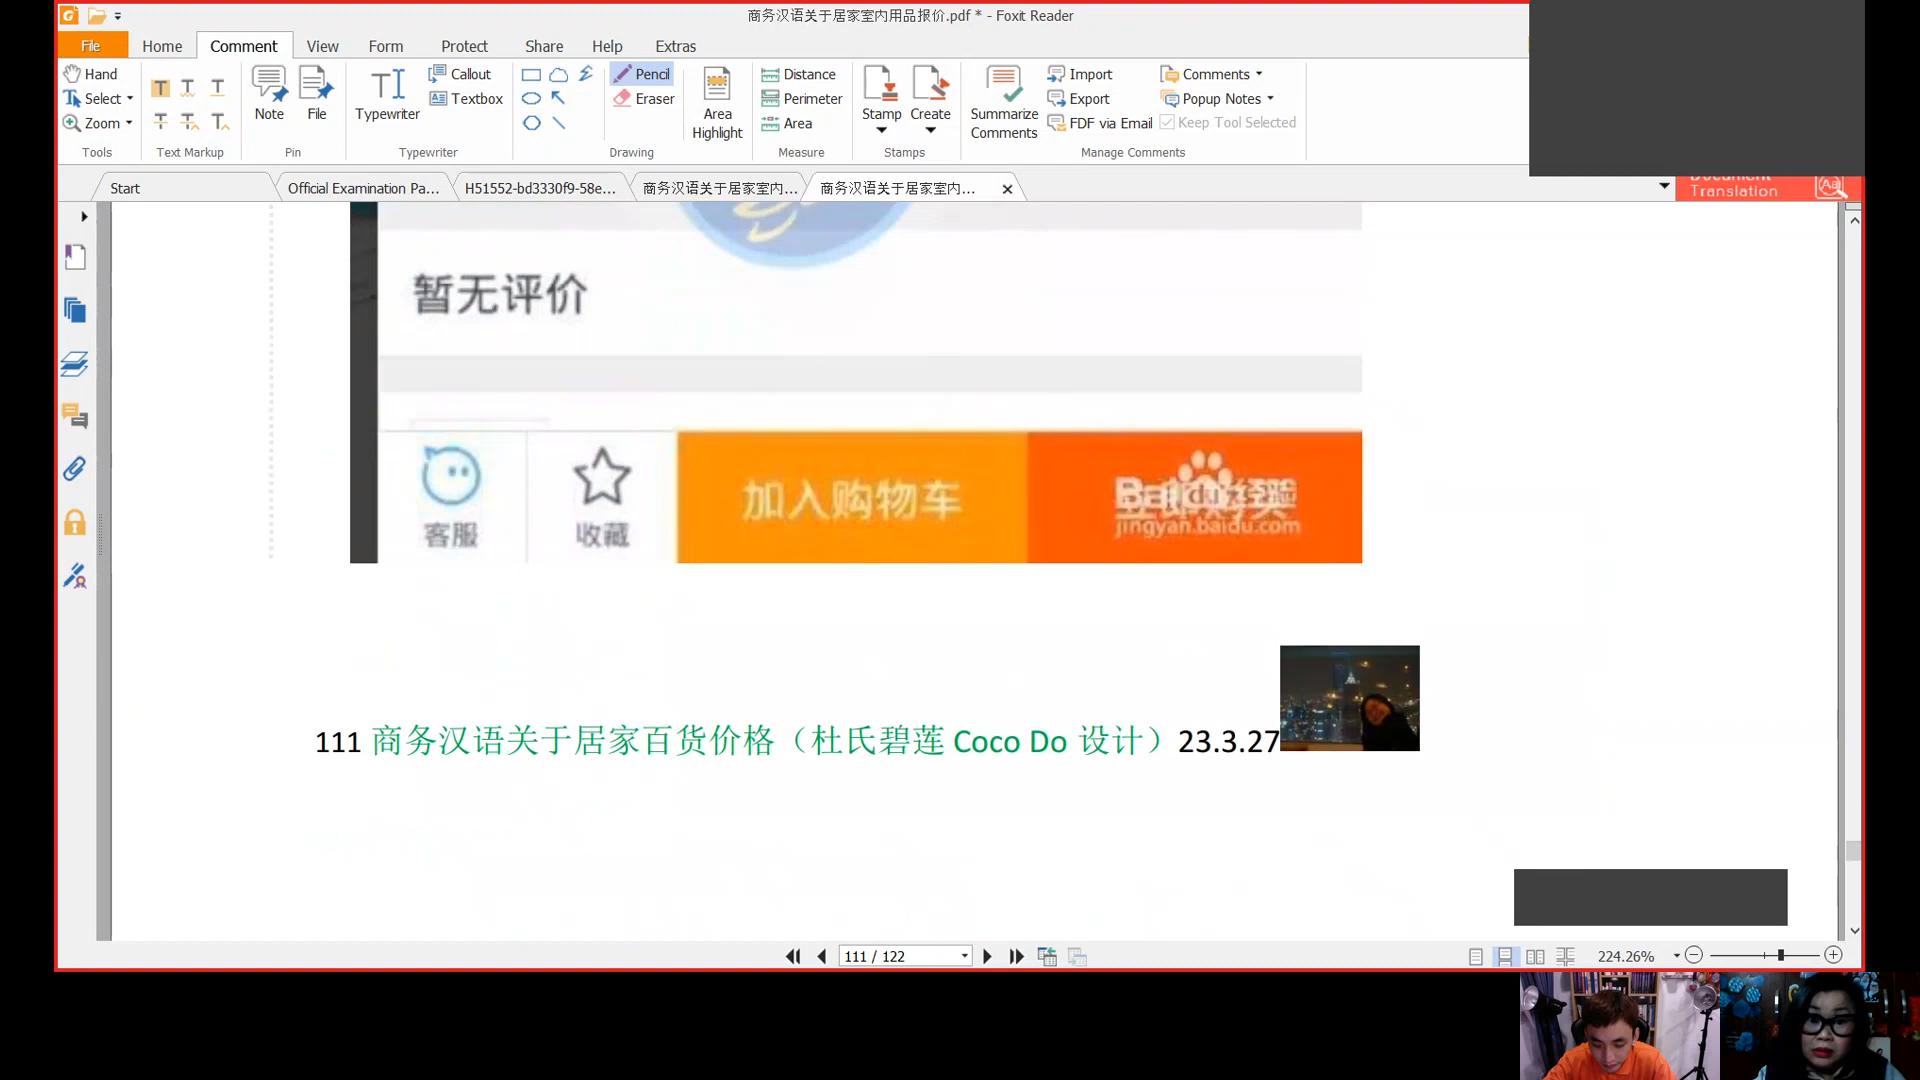 商务汉语关于居家室内用品报价.pdf * - Foxit Reader
File Home Comment View Form Protect Share Help Extras
Hand
Select
Zoom
Tools
Text Markup
Note
File
Pin
Typewriter
Callout
Textbox
Typewriter
Pencil
Eraser
Drawing
Area Highlight
Distance
Perimeter
Area
Measure
Stamp
Create
Stamps
Summarize Comments
Import
Export
FDF via Email
Comments
Popup Notes
Keep Tool Selected
Manage Comments
Start
Official Examination Pa...
H51552-bd3330f9-58e...
商务汉语关于居家室内...
商务汉语关于居家室内...
Document
Translation
暂无评价
客服
收藏
加入购物车
立即购买
jingyan.baidu.com
111 商务汉语关于居家百货价格（杜氏碧莲 Coco Do 设计）23.3.27
111 / 122
224.26%